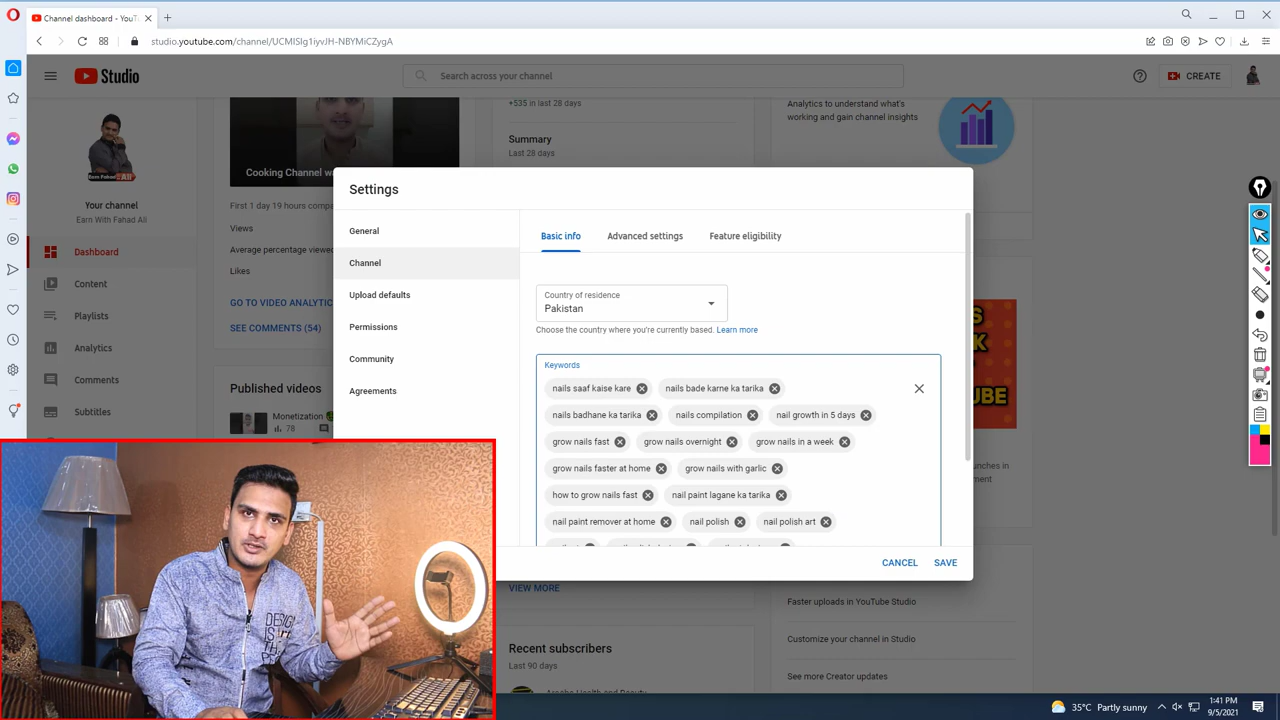 Channel dashboard - YouT
studio.youtube.com/channel/UCMISIg1iyvJH-NBYMiCZygA
Studio
Search across your channel
CREATE
Your channel
Earn With Fahad Ali
Dashboard
Content
Playlists
Analytics
Comments
Subtitles
Cooking Channel wa
First 1 day 19 hours compa
Views
Average percentage viewed
Likes
GO TO VIDEO ANALYTIC
SEE COMMENTS (54)
Published videos
Monetization
78
+535 in last 28 days
Summary
Last 28 days
Analytics to understand what's
working and gain channel insights
Settings
General
Channel
Upload defaults
Permissions
Community
Agreements
Basic info
Advanced settings
Feature eligibility
Country of residence
Pakistan
Choose the country where you're currently based. Learn more
Keywords
nails saaf kaise kare
nails bade karne ka tarika
nails badhane ka tarika
nails compilation
nail growth in 5 days
grow nails fast
grow nails overnight
grow nails in a week
grow nails faster at home
grow nails with garlic
how to grow nails fast
nail paint lagane ka tarika
nail paint remover at home
nail polish
nail polish art
CANCEL
SAVE
VIEW MORE
Recent subscribers
Last 90 days
Faster uploads in YouTube Studio
Customize your channel in Studio
See more Creator updates
DESIGN
IS THE
35°C Partly sunny
1:41 PM
9/5/2021